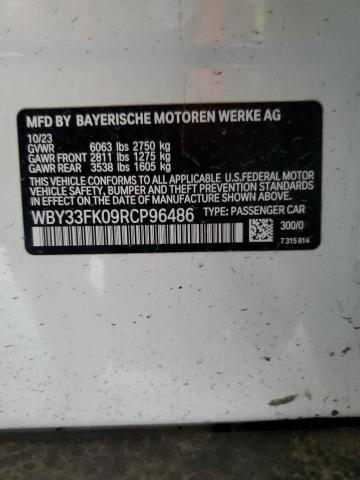 MFD BY BAYERISCHE MOTOREN WERKE AG
10/23
GVWR 6063 lbs 2750 kg
GAWR FRONT 2811 lbs 1275 kg
GAWR REAR 3538 lbs 1605 kg
THIS VEHICLE CONFORMS TO ALL APPLICABLE U.S.FEDERAL MOTOR
VEHICLE SAFETY, BUMPER AND THEFT PREVENTION STANDARDS IN
EFFECT ON THE DATE OF MANUFACTURE SHOWN ABOVE.
WBY33FK09RCP96486 TYPE: PASSENGER CAR
300/0
7 315 814